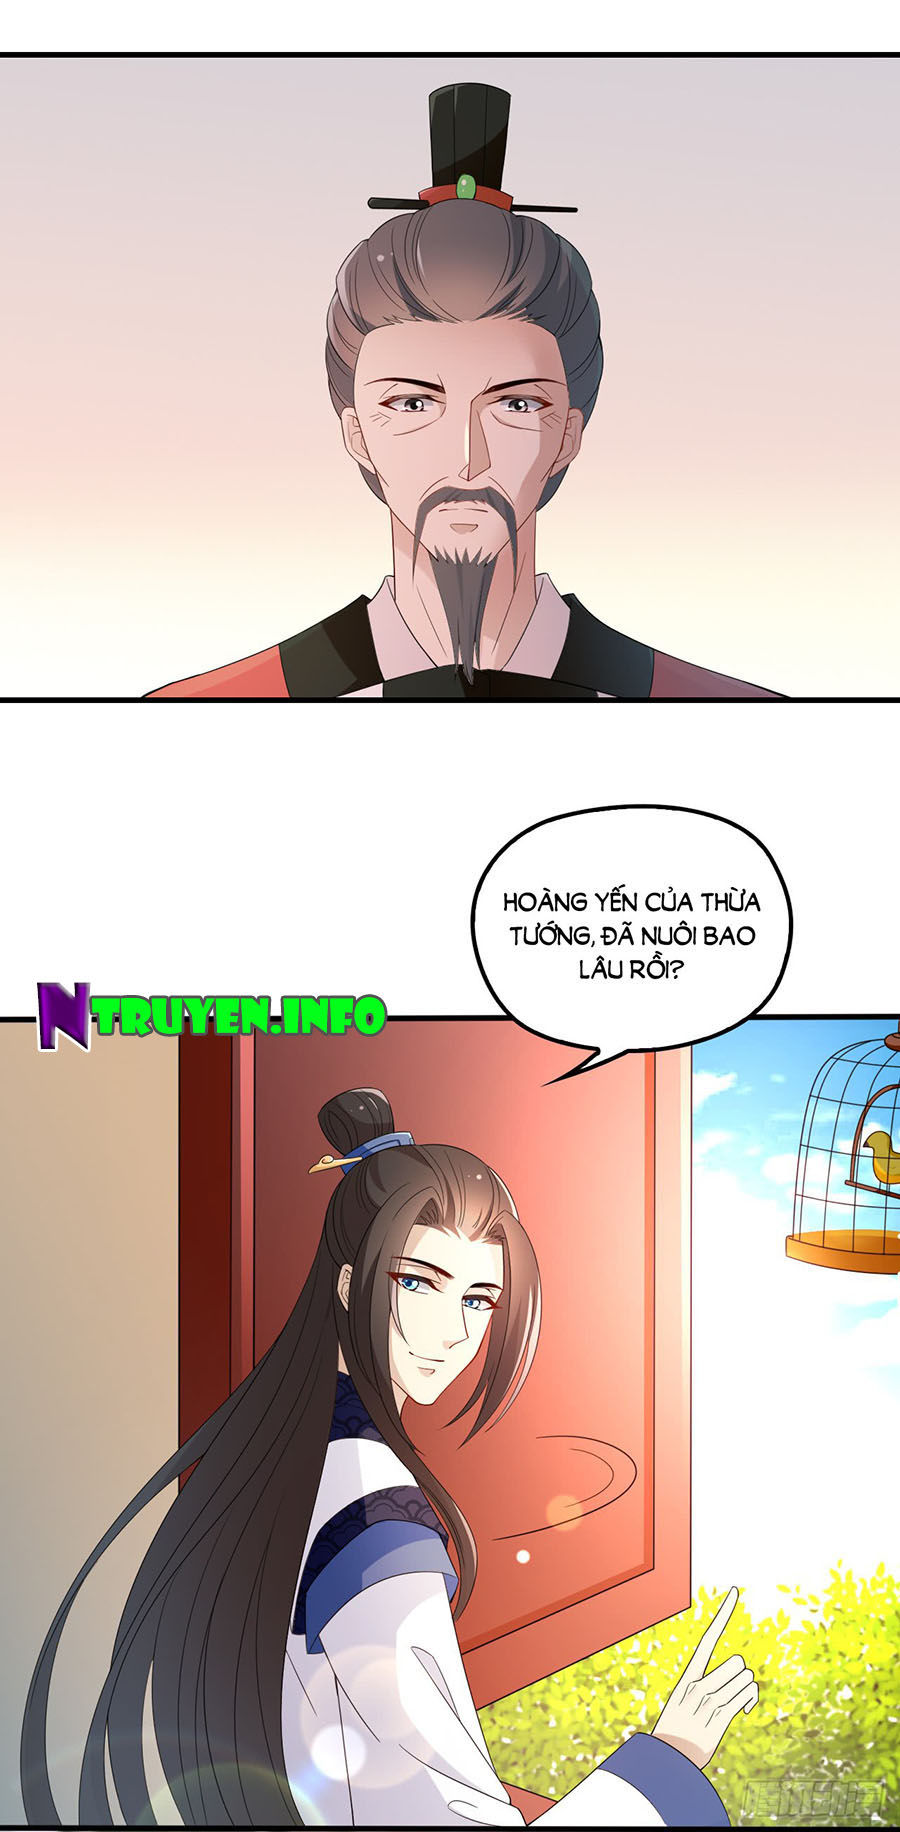 HOÀNG YẾN CỦA THỪA
TƯỚNG, ĐÃ NUÔI BAO
LÂU RỒI?
NTRUYEN.INFO